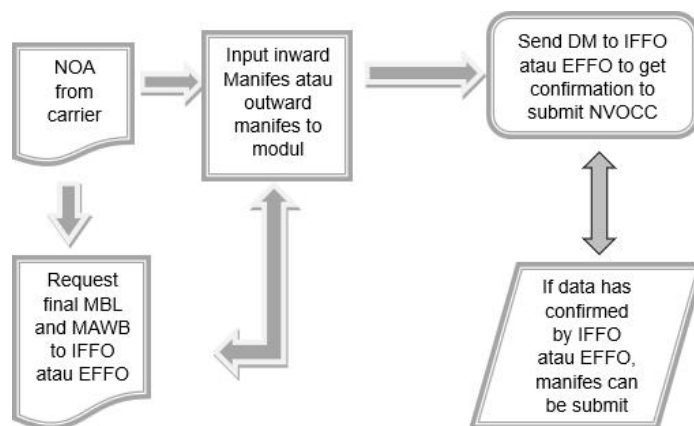 NOA
from
carrier
Input inward
Manifes atau
outward
manifes to
modul
Send DM to IFFO
atau EFFO to get
confirmation to
submit NVOCC
Request
final MBL
and MAWB
to IFFO
atau EFFO
If data has
confirmed
by IFFO
atau EFFO,
manifes can
be submit